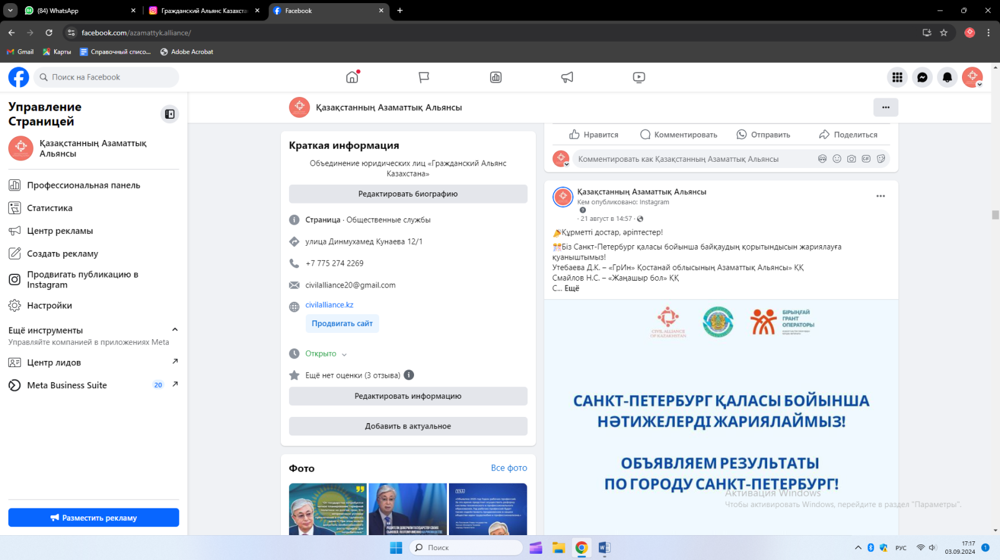 (84) WhatsApp
Гражданский Альянс Казахста
Facebook
facebook.com/azamattyk.alliance/
Gmail
Карты
Справочный списо...
Adobe Acrobat
Поиск на Facebook
Управление
Страницей
Қазақстанның Азаматтық
Альянсы
Профессиональная панель
Статистика
Центр рекламы
Создать рекламу
Продвигать публикацию в
Instagram
Настройки
Ещё инструменты
Управляйте компанией в приложениях Meta
Центр лидов
Meta Business Suite
20
Разместить рекламу
Қазақстанның Азаматтық Альянсы
Краткая информация
Объединение юридических лиц «Гражданский Альянс
Казахстана»
Редактировать биографию
Страница · Общественные службы
улица Динмухамед Кунаева 12/1
+7 775 274 2269
civilalliance20@gmail.com
civilalliance.kz
Продвигать сайт
Открыто
Ещё нет оценки (3 отзыва)
Редактировать информацию
Добавить в актуальное
Фото
Все фото
Нравится
Комментировать
Отправить
Поделиться
Комментировать как Қазақстанның Азаматтық Альянсы
GIF
Қазақстанның Азаматтық Альянсы
Кем опубликовано: Instagram
· 21 август в 14:57 ·
🎉Құрметті достар, әріптестер!
🎊Біз Санкт-Петербург қаласы бойынша байқаудың қорытындысын жариялауға
қуаныштымыз!
Утебаева Д.К. – «ГрИн» Қостанай облысының Азаматтық Альянсы» ҚҚ
Смайлов Н.С. – «Жаңашыр бол» ҚҚ
С... Ещё
CIVIL ALLIANCE
OF KAZAKHSTAN
БІРЫҢҒАЙ
ГРАНТ
ОПЕРАТОРЫ
САНКТ-ПЕТЕРБУРГ ҚАЛАСЫ БОЙЫНША
НӘТИЖЕЛЕРДІ ЖАРИЯЛАЙМЫЗ!
ОБЪЯВЛЯЕМ РЕЗУЛЬТАТЫ
ПО ГОРОДУ САНКТ-ПЕТЕРБУРГ!
Активация Windows
Чтобы активировать Windows, перейдите в раздел "Параметры".
Поиск
РУС
17:17
03.09.2024
1